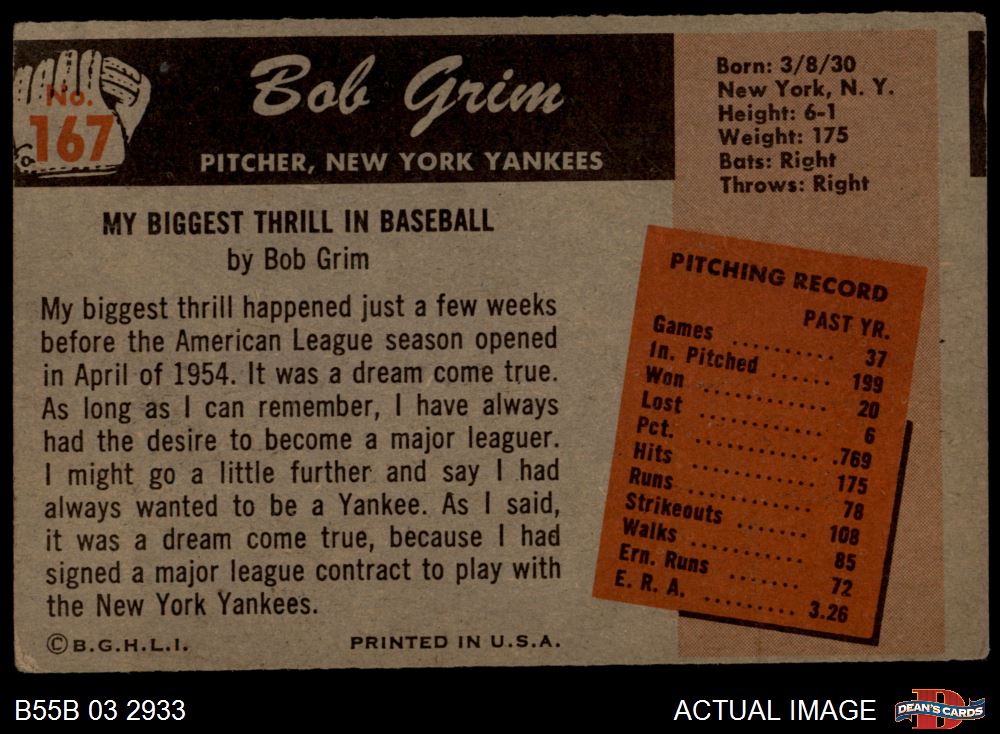 No.
167
Bob Grim
PITCHER, NEW YORK YANKEES
Born: 3/8/30
New York, N. Y.
Height: 6-1
Weight: 175
Bats: Right
Throws: Right
MY BIGGEST THRILL IN BASEBALL
by Bob Grim
My biggest thrill happened just a few weeks
before the American League season opened
in April of 1954. It was a dream come true.
As long as I can remember, I have always
had the desire to become a major leaguer.
I might go a little further and say I had
always wanted to be a Yankee. As I said,
it was a dream come true, because I had
signed a major league contract to play with
the New York Yankees.
©B.G.H.L.I.
PRINTED IN U.S.A.
PITCHING RECORD
PAST YR.
Games .......... 37
In. Pitched ...... 199
Won ............ 20
Lost ............ 6
Pct. ............ .769
Hits ............ 175
Runs ............ 78
Strikeouts ...... 108
Walks .......... 85
Ern. Runs ....... 72
E. R. A. .......... 3.26
B55B 03 2933
ACTUAL IMAGE
DEAN'S CARDS